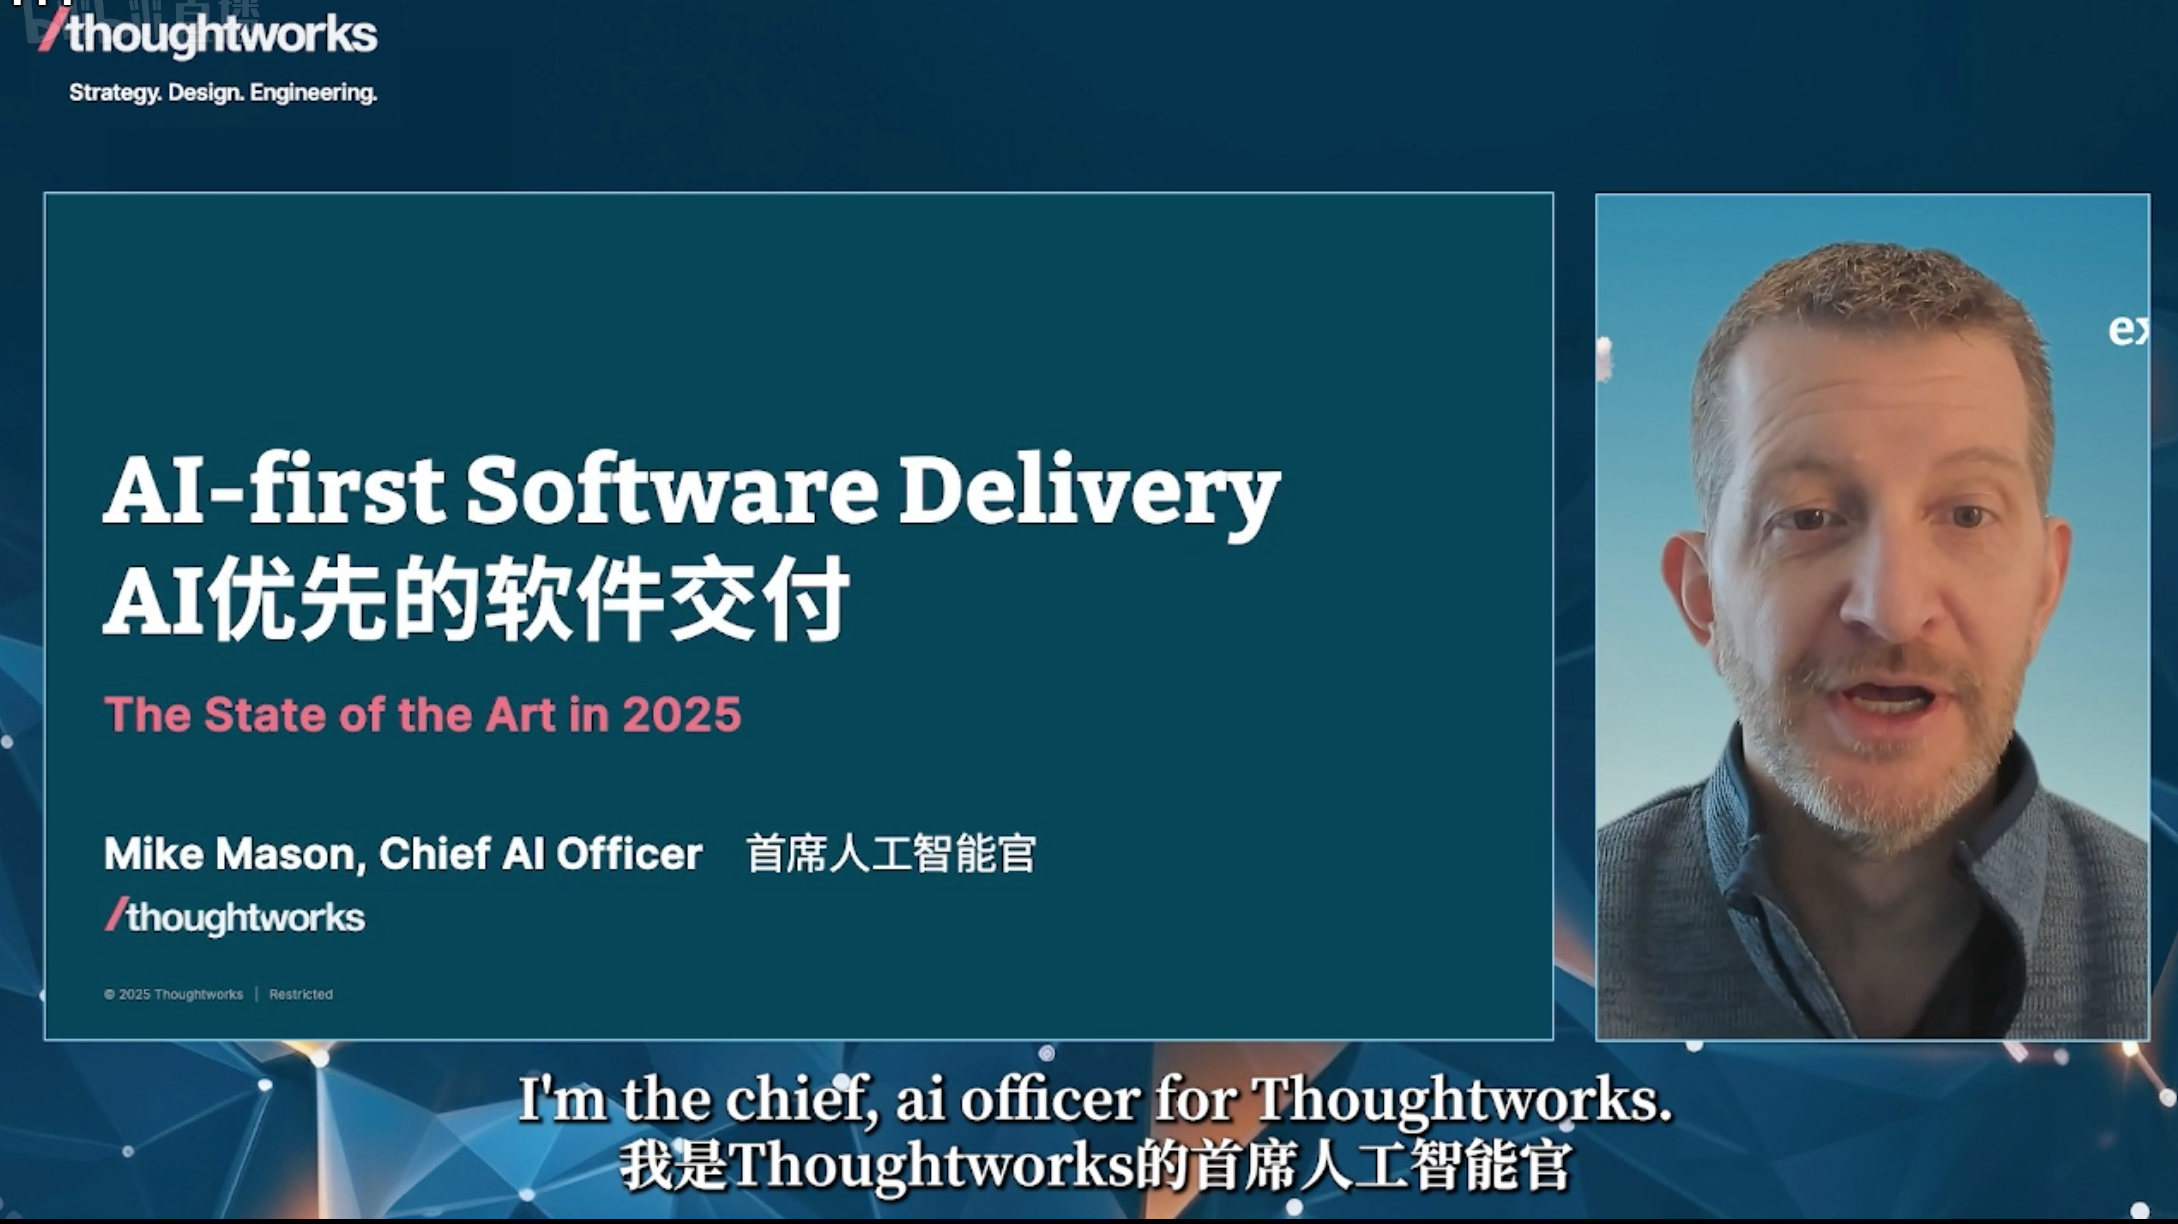 /thoughtworks
Strategy. Design. Engineering.
AI-first Software Delivery
AI优先的软件交付
The State of the Art in 2025
Mike Mason, Chief AI Officer 首席人工智能官
/thoughtworks
© 2025 Thoughtworks | Restricted
ex
I'm the chief, ai officer for Thoughtworks.
我是Thoughtworks的首席人工智能官